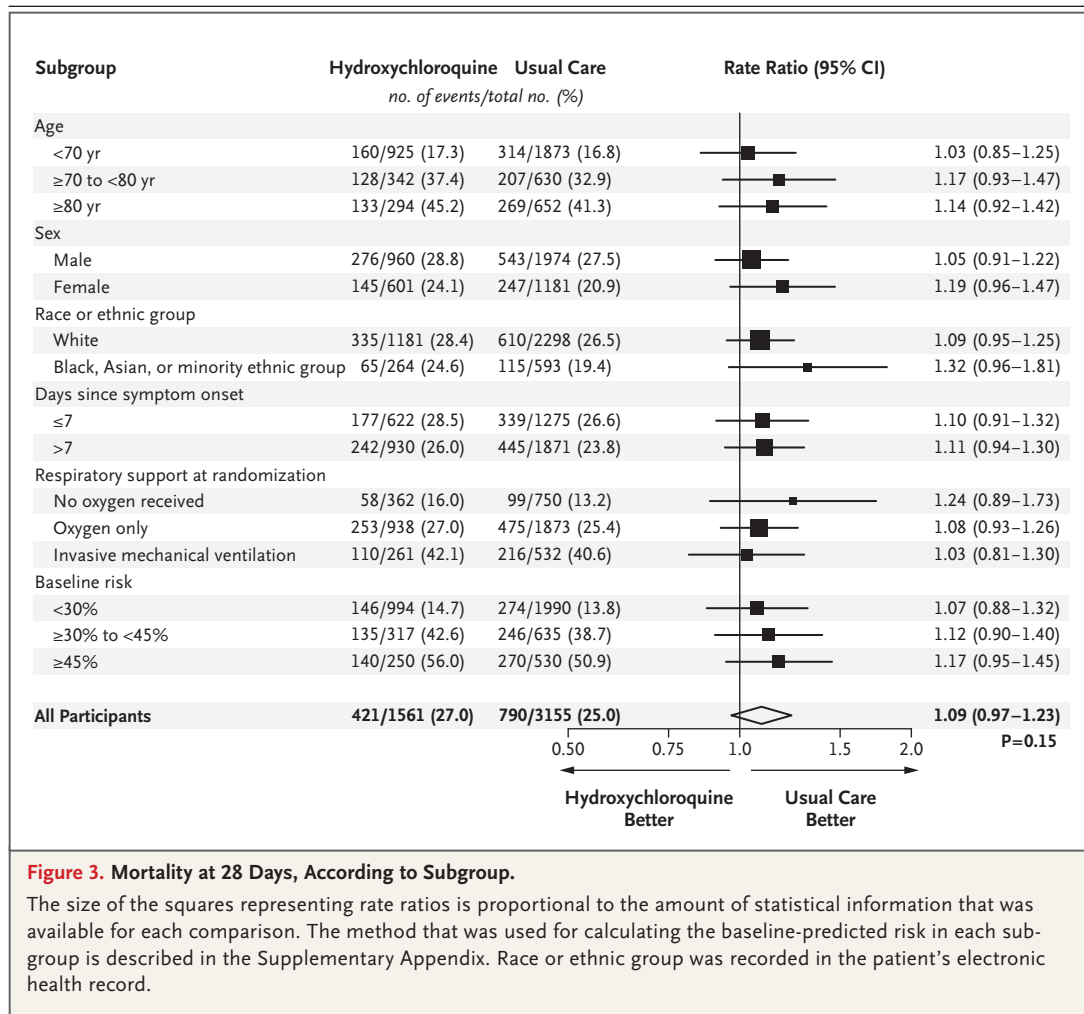 Subgroup Hydroxychloroquine Usual Care Rate Ratio (95% CI)
no. of events/total no. (%)
Age
<70 yr 160/925 (17.3) 314/1873 (16.8) 1.03 (0.85–1.25)
≥70 to <80 yr 128/342 (37.4) 207/630 (32.9) 1.17 (0.93–1.47)
≥80 yr 133/294 (45.2) 269/652 (41.3) 1.14 (0.92–1.42)
Sex
Male 276/960 (28.8) 543/1974 (27.5) 1.05 (0.91–1.22)
Female 145/601 (24.1) 247/1181 (20.9) 1.19 (0.96–1.47)
Race or ethnic group
White 335/1181 (28.4) 610/2298 (26.5) 1.09 (0.95–1.25)
Black, Asian, or minority ethnic group 65/264 (24.6) 115/593 (19.4) 1.32 (0.96–1.81)
Days since symptom onset
≤7 177/622 (28.5) 339/1275 (26.6) 1.10 (0.91–1.32)
>7 242/930 (26.0) 445/1871 (23.8) 1.11 (0.94–1.30)
Respiratory support at randomization
No oxygen received 58/362 (16.0) 99/750 (13.2) 1.24 (0.89–1.73)
Oxygen only 253/938 (27.0) 475/1873 (25.4) 1.08 (0.93–1.26)
Invasive mechanical ventilation 110/261 (42.1) 216/532 (40.6) 1.03 (0.81–1.30)
Baseline risk
<30% 146/994 (14.7) 274/1990 (13.8) 1.07 (0.88–1.32)
≥30% to <45% 135/317 (42.6) 246/635 (38.7) 1.12 (0.90–1.40)
≥45% 140/250 (56.0) 270/530 (50.9) 1.17 (0.95–1.45)
All Participants 421/1561 (27.0) 790/3155 (25.0) 1.09 (0.97–1.23)
P=0.15
0.50 0.75 1.0 1.5 2.0
Hydroxychloroquine Usual Care
Better Better
Figure 3. Mortality at 28 Days, According to Subgroup.
The size of the squares representing rate ratios is proportional to the amount of statistical information that was
available for each comparison. The method that was used for calculating the baseline-predicted risk in each sub-
group is described in the Supplementary Appendix. Race or ethnic group was recorded in the patient's electronic
health record.